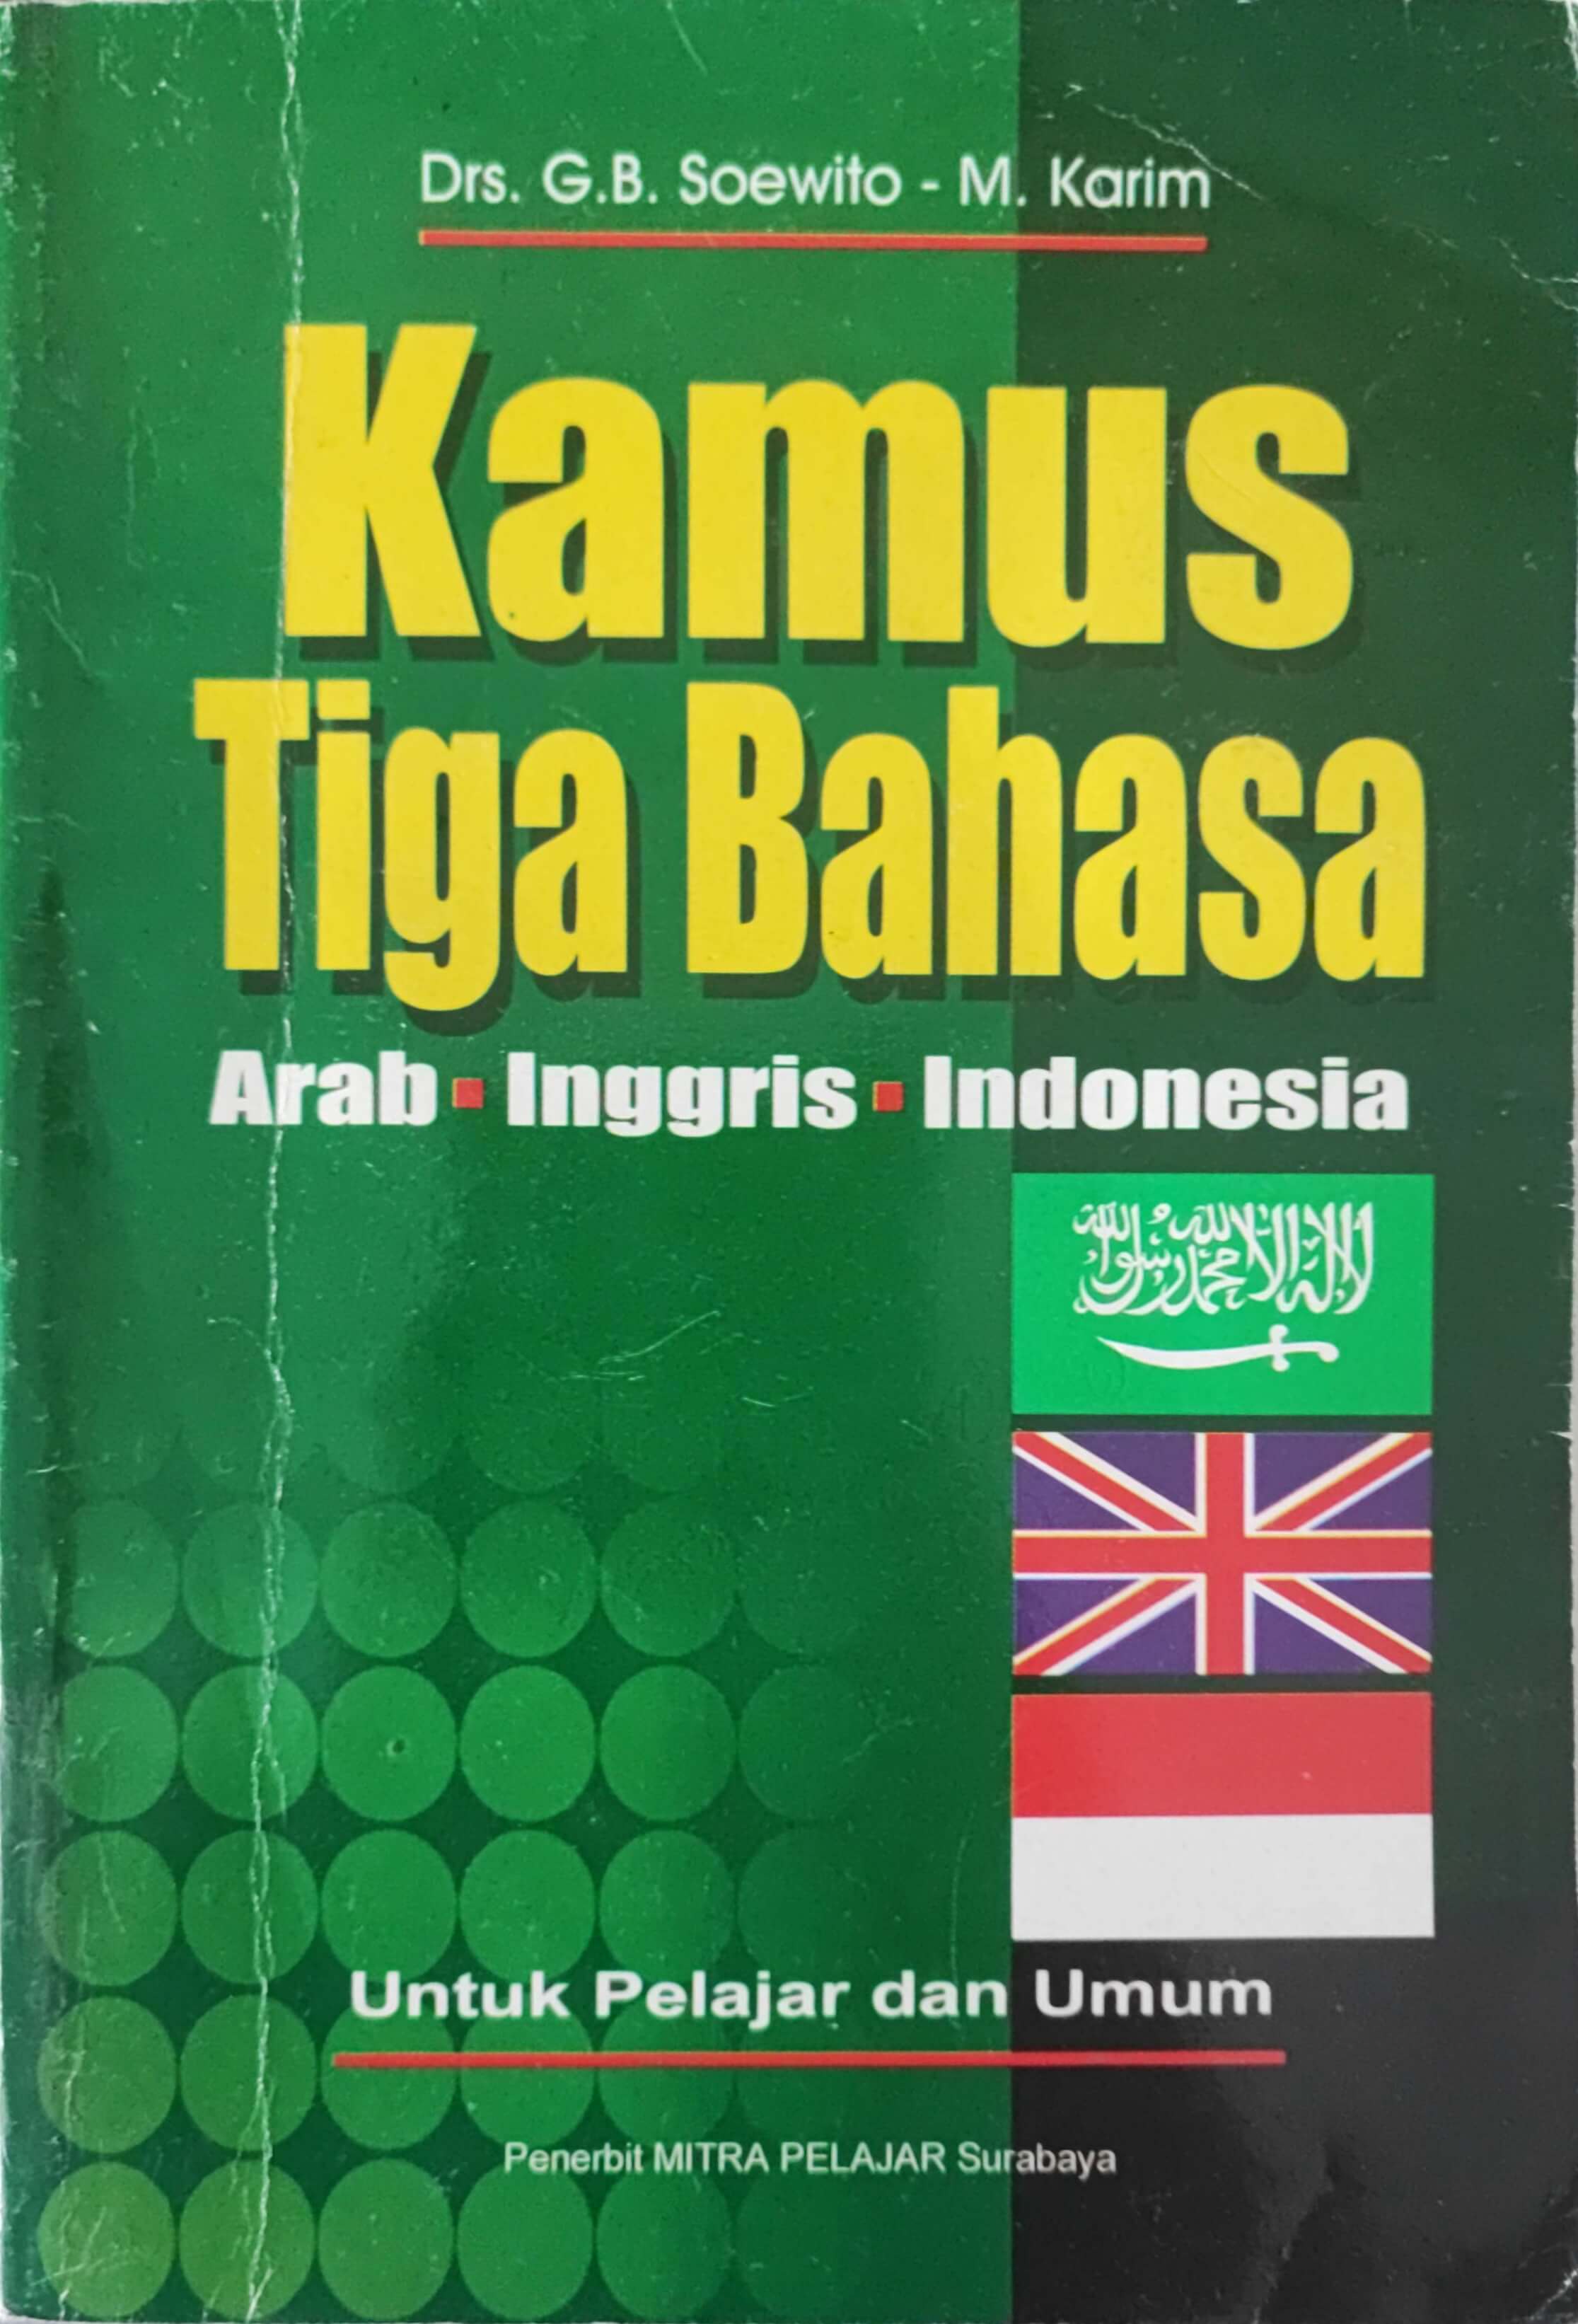 Drs. G.B. Soewito - M. Karim
Kamus
Tiga Bahasa
Arab ▪ Inggris ▪ Indonesia
لا إله إلا الله محمد رسول الله
Untuk Pelajar dan Umum
Penerbit MITRA PELAJAR Surabaya